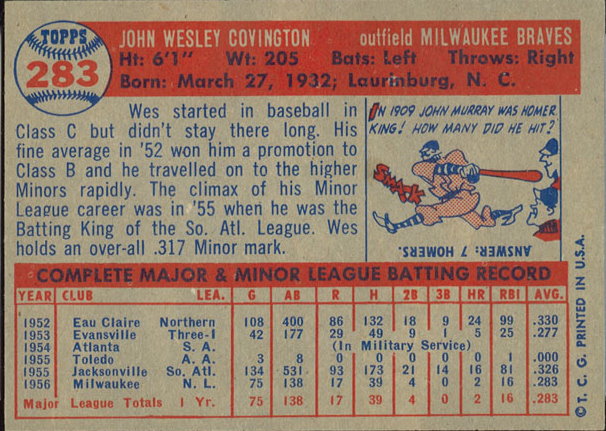 TOPPS
283
JOHN WESLEY COVINGTON outfield MILWAUKEE BRAVES
Ht: 6'1" Wt: 205 Bats: Left Throws: Right
Born: March 27, 1932; Laurinburg, N. C.
Wes started in baseball in
Class C but didn't stay there long. His
fine average in '52 won him a promotion to
Class B and he travelled on to the higher
Minors rapidly. The climax of his Minor
League career was in '55 when he was the
Batting King of the So. Atl. League. Wes
holds an over-all .317 Minor mark.
IN 1909 JOHN MURRAY WAS HOMER
KING! HOW MANY DID HE HIT?
SMACK
ANSWER: 7 HOMERS.
COMPLETE MAJOR & MINOR LEAGUE BATTING RECORD
YEAR CLUB LEA. G AB R H 2B 3B HR RBI AVG.
1952 Eau Claire Northern 108 400 86 132 18 9 24 99 .330
1953 Evansville Three-I 42 177 29 49 9 1 5 25 .277
1954 Atlanta S. A. (In Military Service)
1955 Toledo A. A. 3 8 0 0 0 0 0 1 .000
1955 Jacksonville So. Atl. 134 531 93 173 21 14 16 81 .326
1956 Milwaukee N. L. 75 138 17 39 4 0 2 16 .283
Major League Totals 1 Yr. 75 138 17 39 4 0 2 16 .283
© T. C. G. PRINTED IN U.S.A.